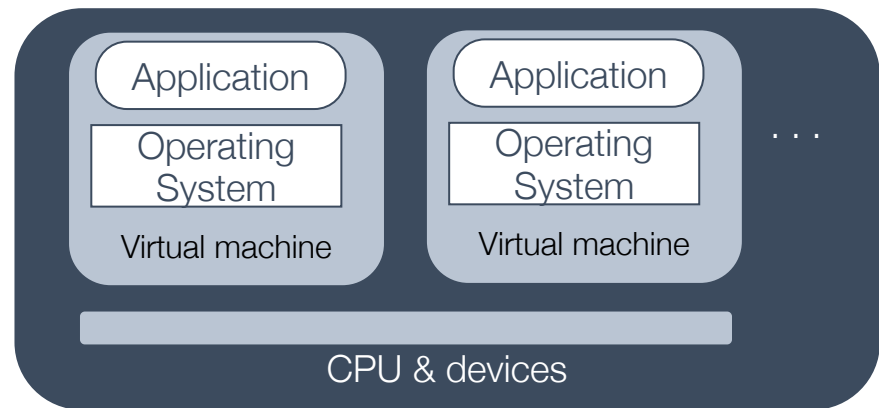 Application
Operating
System
Virtual machine
Application
Operating
System
Virtual machine
. . .
CPU & devices